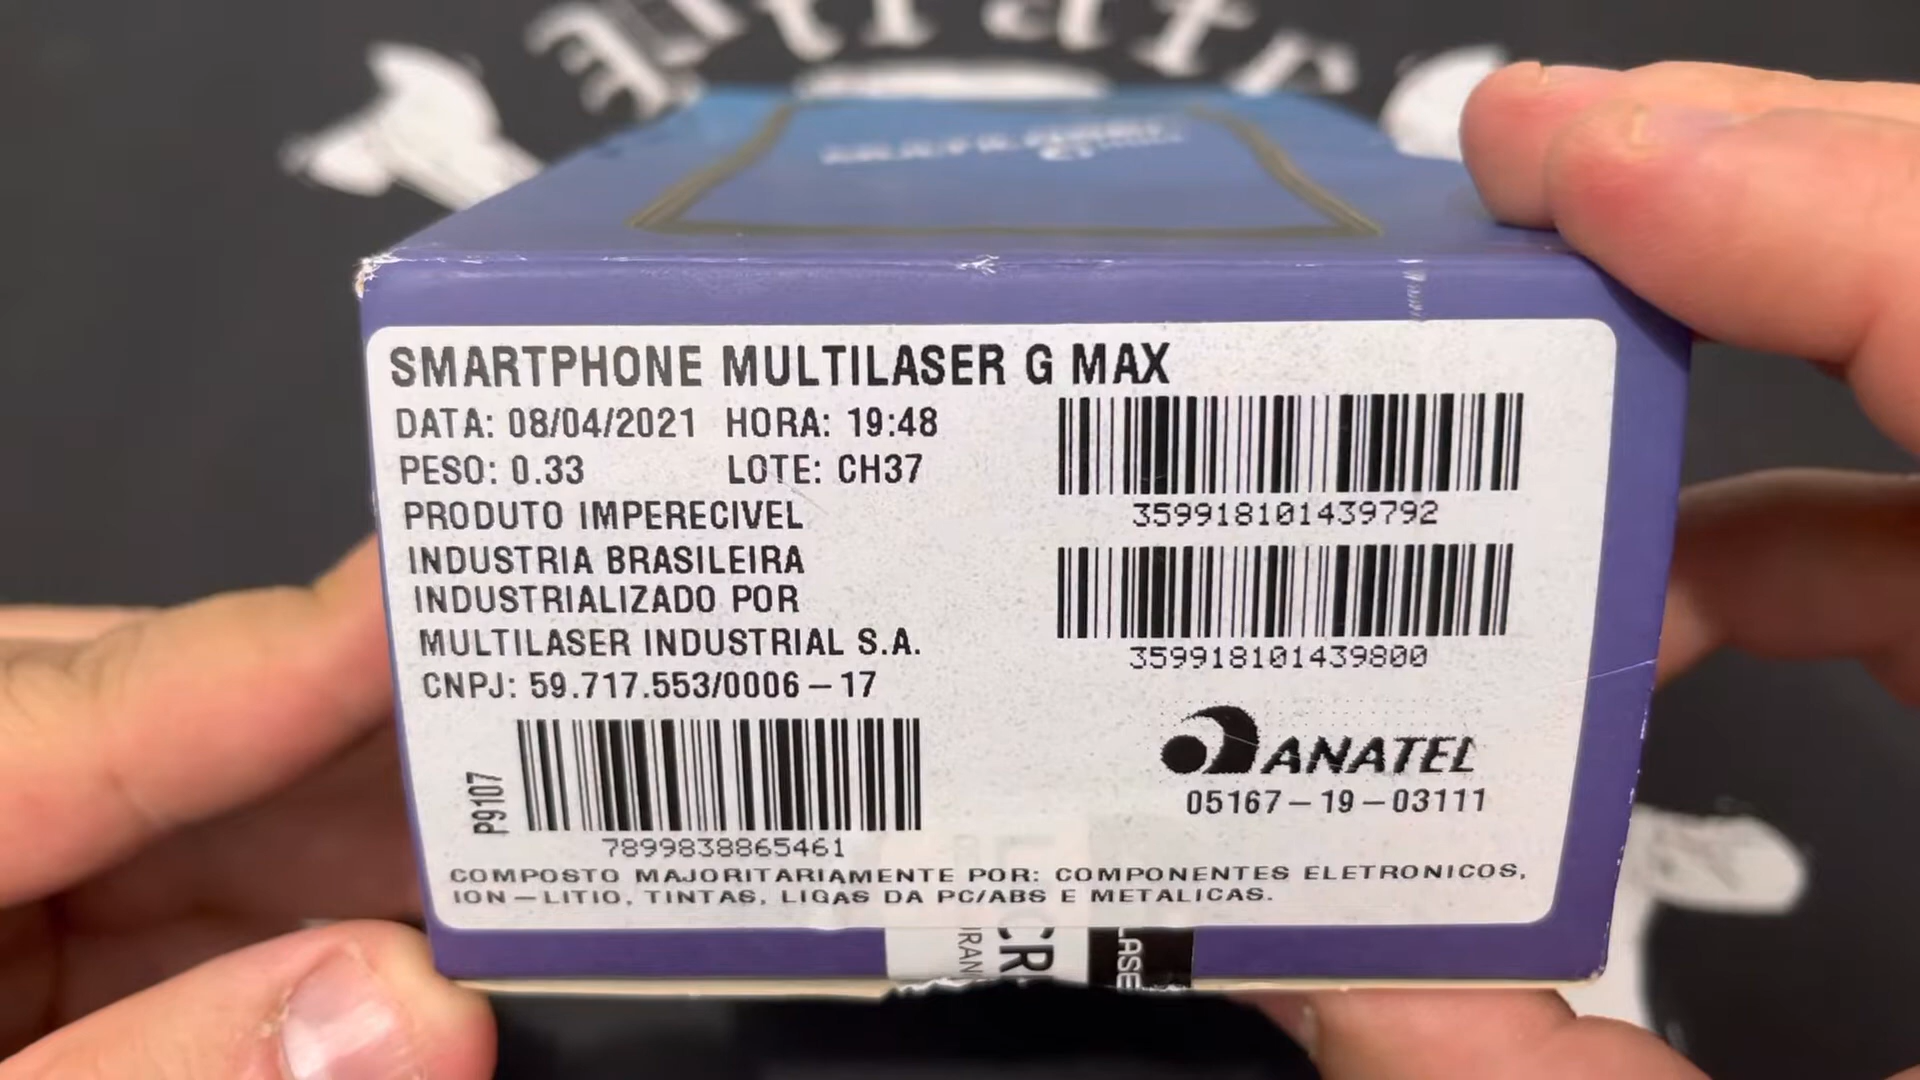 SMARTPHONE MULTILASER G MAX
DATA: 08/04/2021 HORA: 19:48
PESO: 0.33 LOTE: CH37
PRODUTO IMPERECIVEL
INDUSTRIA BRASILEIRA
INDUSTRIALIZADO POR
MULTILASER INDUSTRIAL S.A.
CNPJ: 59.717.553/0006-17
P9107
7899838865461
359918101439792
359918101439800
ANATEL
05167-19-03111
COMPOSTO MAJORITARIAMENTE POR: COMPONENTES ELETRONICOS,
ION-LITIO, TINTAS, LIGAS DA PC/ABS E METALICAS.